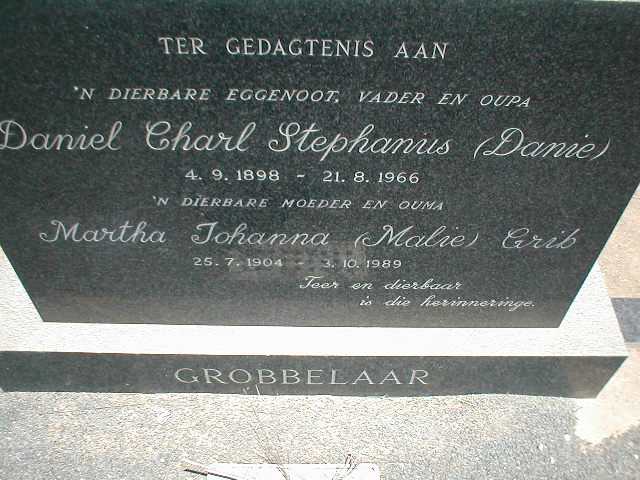 TER GEDAGTENIS AAN
'N DIERBARE EGGENOOT, VADER EN OUPA
Daniel Charl Stephanus (Danie)
4.9.1898 - 21.8.1966
'N DIERBARE MOEDER EN OUMA
Martha Johanna (Malie) Grib
25.7.1904 - 3.10.1989
Teer en dierbaar
is die herinneringe.
GROBBELAAR